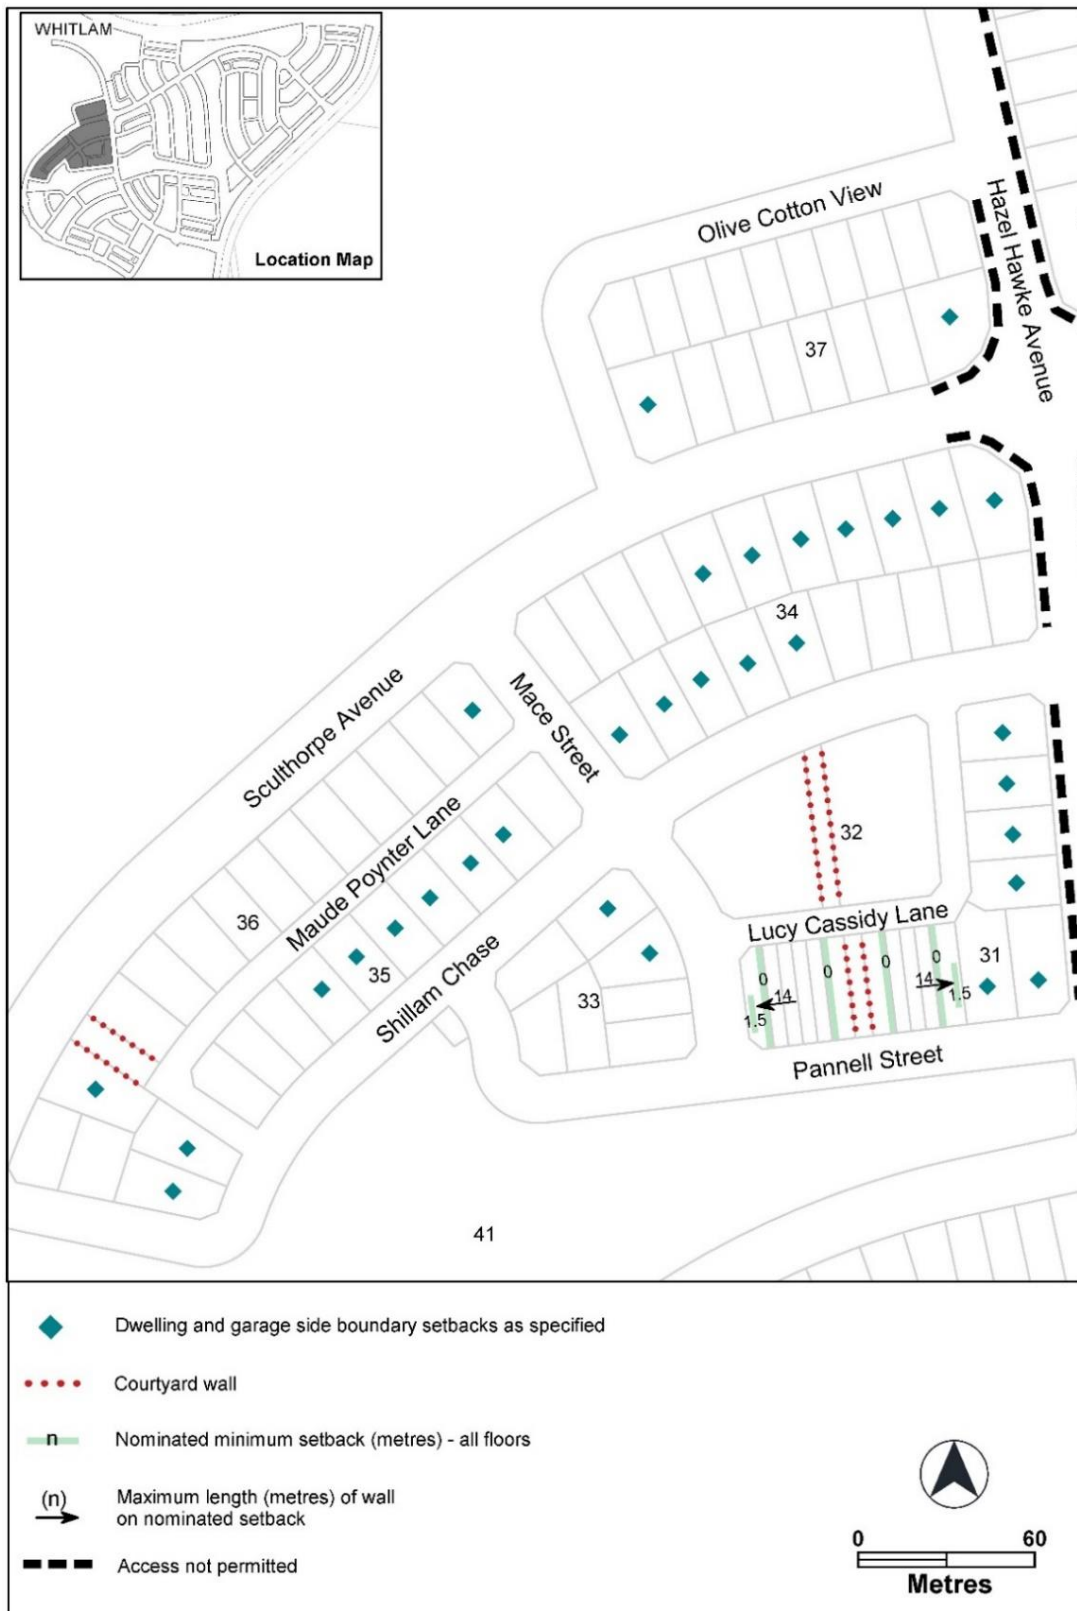 WHITLAM
Location Map
Olive Cotton View
Hazel Hawke Avenue
37
34
Sculthorpe Avenue
Mace Street
Maude Poynter Lane
32
36
35
Lucy Cassidy Lane
Shillam Chase
33
31
0
0
0
0
14
14
1.5
1.5
Pannell Street
41
Dwelling and garage side boundary setbacks as specified
Courtyard wall
n
Nominated minimum setback (metres) - all floors
(n)
Maximum length (metres) of wall
on nominated setback
Access not permitted
0 60
Metres